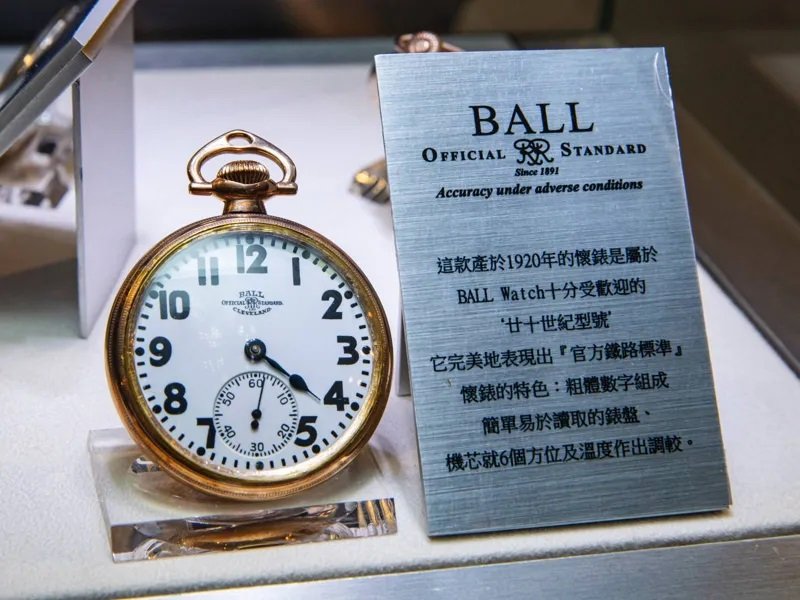 BALL
OFFICIAL RR STANDARD
Since 1891
Accuracy under adverse conditions
這款產於1920年的懷錶是屬於
BALL Watch十分受歡迎的
‘廿十世紀型號’
它完美地表現出『官方鐵路標準』
懷錶的特色：粗體數字組成
簡單易於讀取的錶盤、
機芯就6個方位及溫度作出調較。
BALL
OFFICIAL RR STANDARD.
CLEVELAND.
12
1
2
3
4
5
7
8
9
10
11
60
10
20
30
40
50